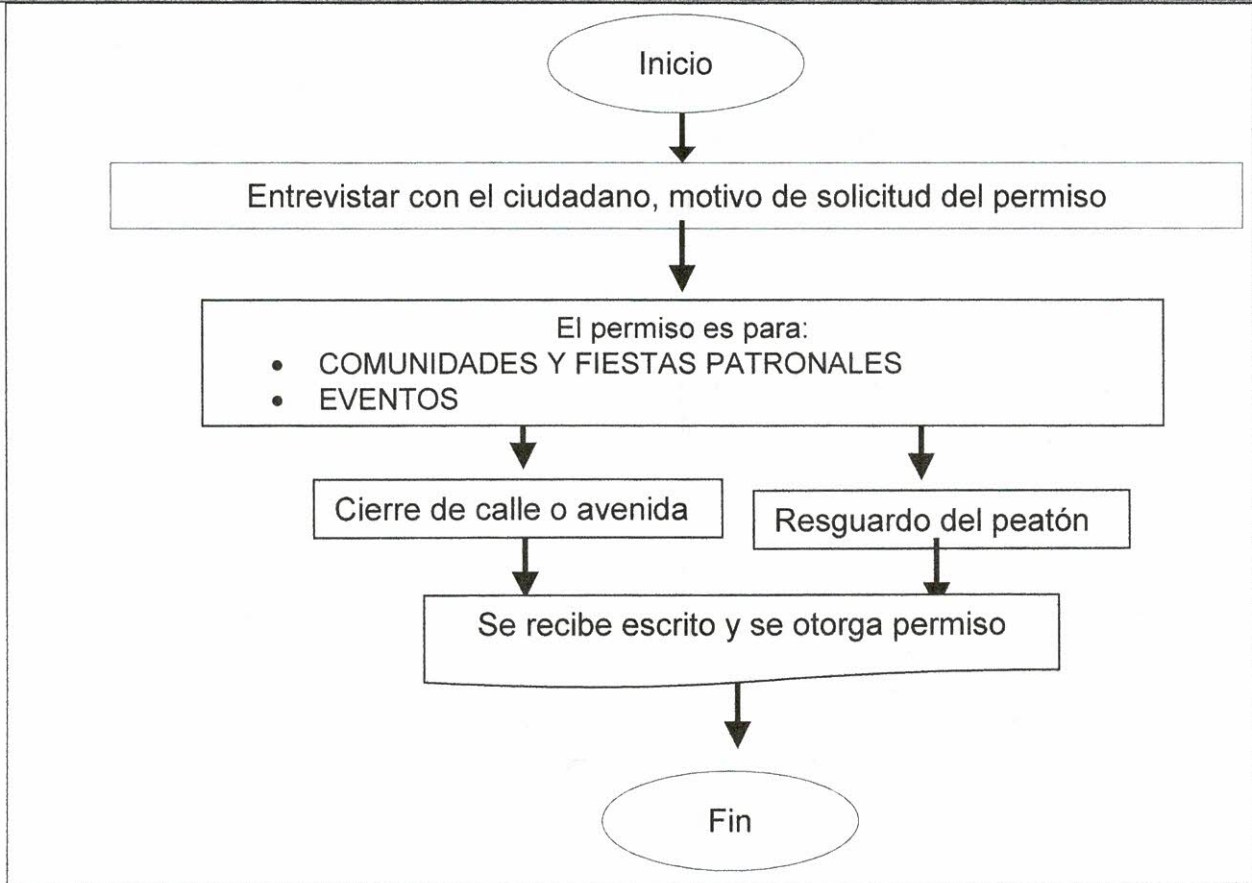 Inicio
Entrevistar con el ciudadano, motivo de solicitud del permiso
El permiso es para:
• COMUNIDADES Y FIESTAS PATRONALES
• EVENTOS
Cierre de calle o avenida
Resguardo del peatón
Se recibe escrito y se otorga permiso
Fin